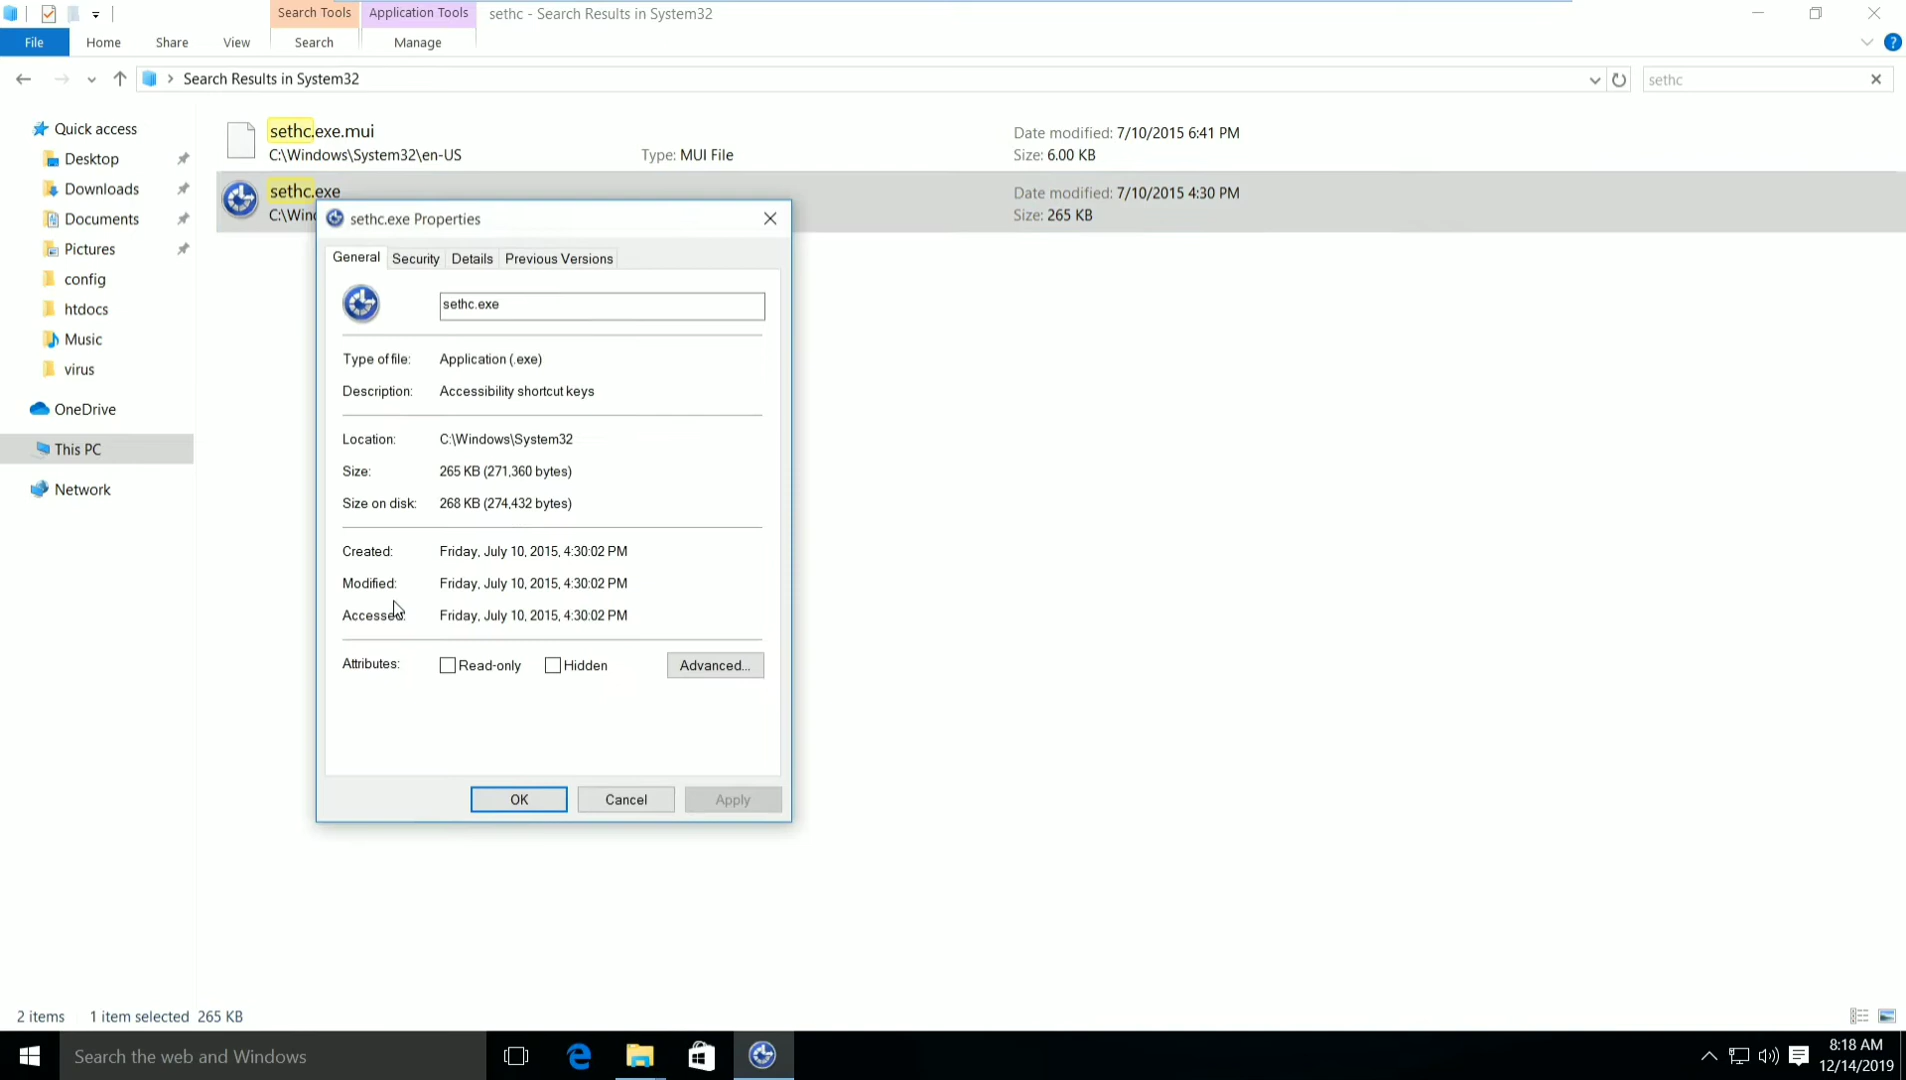 Search Tools
Application Tools
sethc - Search Results in System32
File
Home
Share
View
Search
Manage
?
Search Results in System32
sethc
Quick access
Desktop
Downloads
Documents
Pictures
config
htdocs
Music
virus
OneDrive
This PC
Network
sethc.exe.mui
C:\Windows\System32\en-US
Type: MUI File
Date modified: 7/10/2015 6:41 PM
Size: 6.00 KB
sethc.exe
C:\Wind
Date modified: 7/10/2015 4:30 PM
Size: 265 KB
sethc.exe Properties
General
Security
Details
Previous Versions
sethc.exe
Type of file: Application (.exe)
Description: Accessibility shortcut keys
Location: C:\Windows\System32
Size: 265 KB (271,360 bytes)
Size on disk: 268 KB (274,432 bytes)
Created: Friday, July 10, 2015, 4:30:02 PM
Modified: Friday, July 10, 2015, 4:30:02 PM
Accessed: Friday, July 10, 2015, 4:30:02 PM
Attributes: Read-only Hidden Advanced...
OK
Cancel
Apply
2 items 1 item selected 265 KB
Search the web and Windows
8:18 AM
12/14/2019